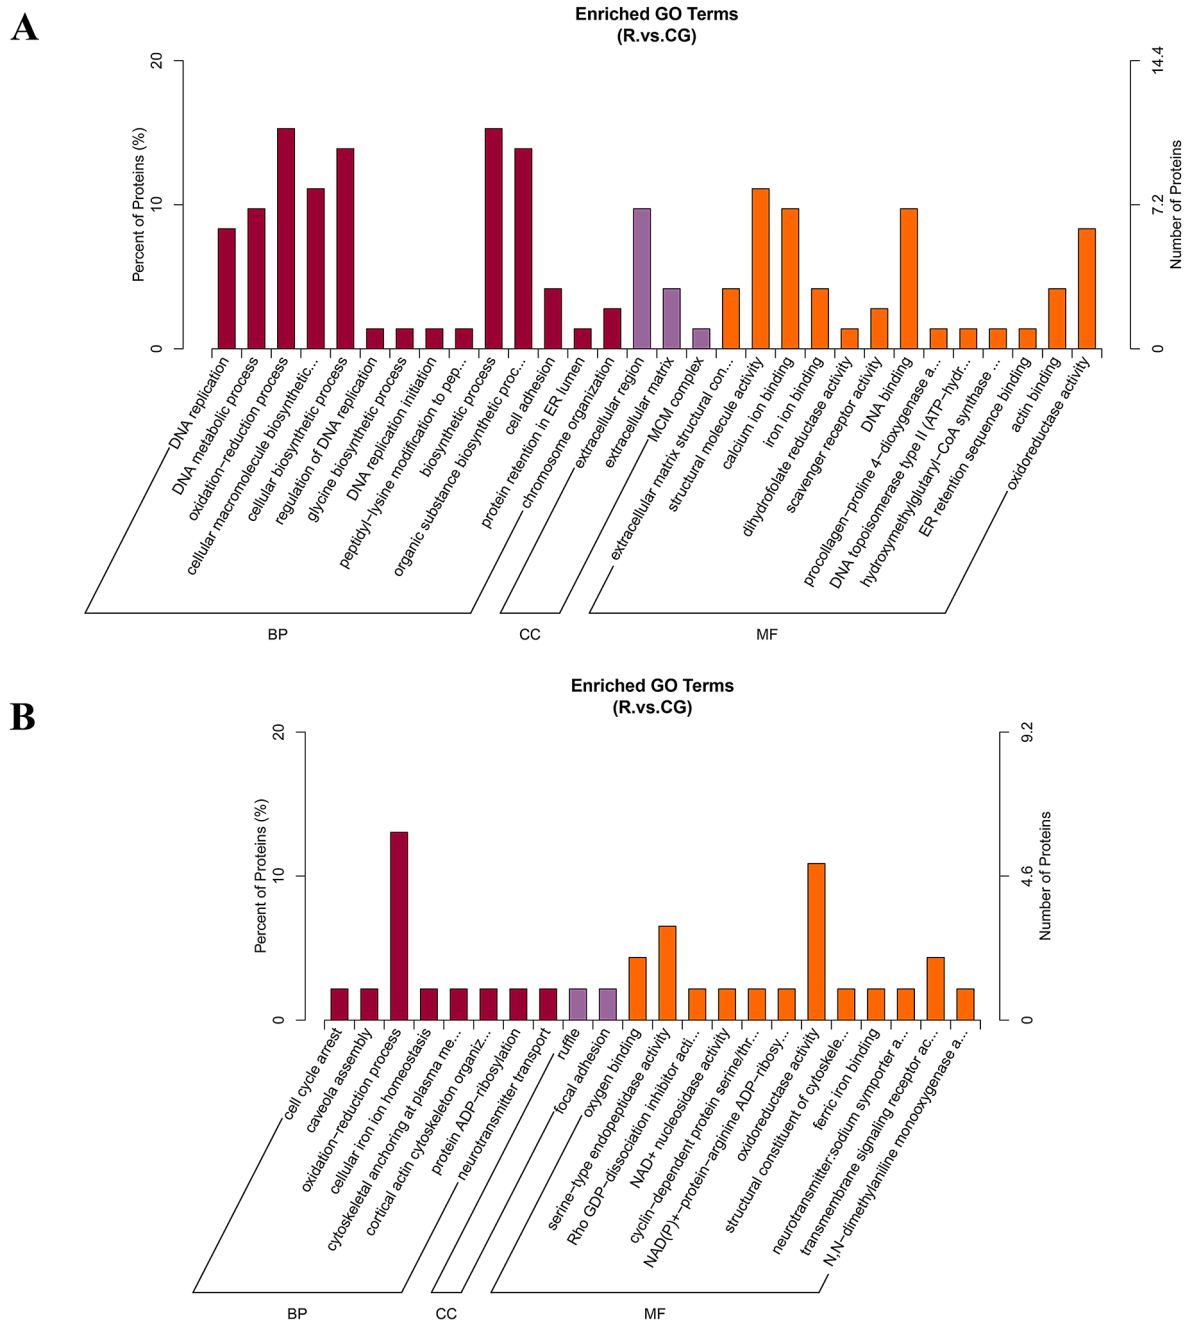 A
Enriched GO Terms
(R.vs.CG)
Percent of Proteins (%)
20
10
0
14.4
7.2
0
Number of Proteins
DNA replication
DNA metabolic process
oxidation−reduction process
cellular macromolecule biosynthetic...
cellular biosynthetic process
regulation of DNA replication
glycine biosynthetic process
DNA replication initiation
peptidyl−lysine modification to pep...
biosynthetic process
organic substance biosynthetic proc...
cell adhesion
protein retention in ER lumen
chromosome organization
extracellular region
extracellular matrix
MCM complex
extracellular matrix structural con...
structural molecule activity
calcium ion binding
iron ion binding
dihydrofolate reductase activity
scavenger receptor activity
DNA binding
procollagen−proline 4−dioxygenase a...
DNA topoisomerase type II (ATP−hydr...
hydroxymethylglutaryl−CoA synthase ...
ER retention sequence binding
actin binding
oxidoreductase activity
BP
CC
MF
B
Enriched GO Terms
(R.vs.CG)
Percent of Proteins (%)
20
10
0
9.2
4.6
0
Number of Proteins
cell cycle arrest
caveola assembly
oxidation−reduction process
cellular iron ion homeostasis
cytoskeletal anchoring at plasma me...
cortical actin cytoskeleton organiz...
protein ADP−ribosylation
neurotransmitter transport
ruffle
focal adhesion
oxygen binding
serine−type endopeptidase activity
Rho GDP−dissociation inhibitor acti...
NAD+ nucleosidase activity
cyclin−dependent protein serine/thr...
NAD(P)+−protein−arginine ADP−ribosy...
oxidoreductase activity
structural constituent of cytoskele...
ferric iron binding
neurotransmitter:sodium symporter a...
transmembrane signaling receptor ac...
N,N−dimethylaniline monooxygenase a...
BP
CC
MF